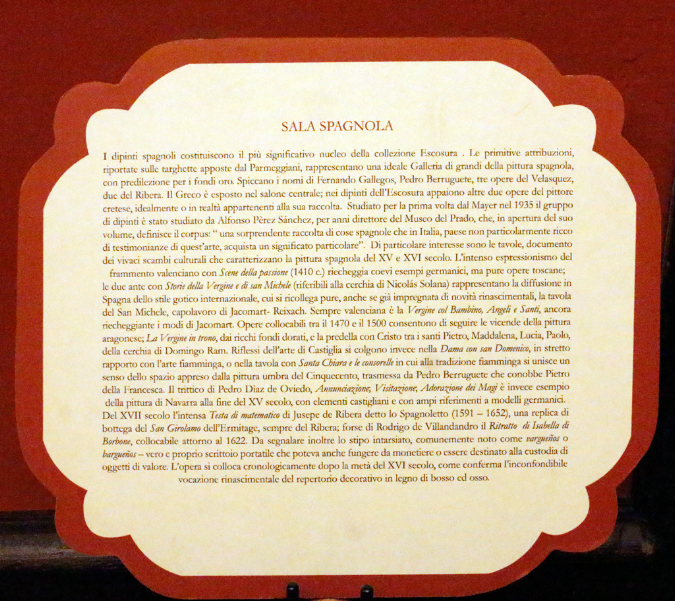 SALA SPAGNOLA
I dipinti spagnoli costituiscono il più significativo nucleo della collezione Escosura . Le primitive attribuzioni,
riportate sulle targhette apposte dal Parmeggiani, rappresentano una ideale Galleria di grandi della pittura spagnola,
con predilezione per i fondi oro. Spiccano i nomi di Fernando Gallegos, Pedro Berruguete, tre opere del Velasquez,
due del Ribera. Il Greco è esposto nel salone centrale; nei dipinti dell'Escosura appaiono altre due opere del pittore
cretese, idealmente o in realtà appartenenti alla sua raccolta. Studiato per la prima volta dal Mayer nel 1935 il gruppo
di dipinti è stato studiato da Alfonso Pèrez Sánchez, per anni direttore del Museo del Prado, che, in apertura del suo
volume, definisce il corpus: “ una sorprendente raccolta di cose spagnole che in Italia, paese non particolarmente ricco
di testimonianze di quest'arte, acquista un significato particolare”. Di particolare interesse sono le tavole, documento
dei vivaci scambi culturali che caratterizzano la pittura spagnola del XV e XVI secolo. L'intenso espressionismo del
frammento valenciano con Scene della passione (1410 c.) riecheggia coevi esempi germanici, ma pure opere toscane;
le due ante con Storie della Vergine e di san Michele (riferibili alla cerchia di Nicolás Solana) rappresentano la diffusione in
Spagna dello stile gotico internazionale, cui si ricollega pure, anche se già impregnata di novità rinascimentali, la tavola
del San Michele, capolavoro di Jacomart- Reixach. Sempre valenciana è la Vergine col Bambino, Angeli e Santi, ancora
riecheggiante i modi di Jacomart. Opere collocabili tra il 1470 e il 1500 consentono di seguire le vicende della pittura
aragonese; La Vergine in trono, dai ricchi fondi dorati, e la predella con Cristo tra i santi Pietro, Maddalena, Lucia, Paolo,
della cerchia di Domingo Ram. Riflessi dell'arte di Castiglia si colgono invece nella Dama con san Domenico, in stretto
rapporto con l'arte fiamminga, o nella tavola con Santa Chiara e le consorelle in cui alla tradizione fiamminga si unisce un
senso dello spazio appreso dalla pittura umbra del Cinquecento, trasmessa da Pedro Berruguete che conobbe Pietro
della Francesca. Il trittico di Pedro Diaz de Oviedo, Annunciazione, Visitazione, Adorazione dei Magi è invece esempio
della pittura di Navarra alla fine del XV secolo, con elementi castigliani e con ampi riferimenti a modelli germanici.
Del XVII secolo l'intensa Testa di matematico di Jusepe de Ribera detto lo Spagnoletto (1591 – 1652), una replica di
bottega del San Girolamo dell'Ermitage, sempre del Ribera; forse di Rodrigo de Villandrando il Ritratto di Isabella di
Borbone, collocabile attorno al 1622. Da segnalare inoltre lo stipo intarsiato, comunemente noto come vargueños o
bargueños – vero e proprio scrittoio portatile che poteva anche fungere da monetiere o essere destinato alla custodia di
oggetti di valore. L'opera si colloca cronologicamente dopo la metà del XVI secolo, come conferma l'inconfondibile
vocazione rinascimentale del repertorio decorativo in legno di bosso ed osso.